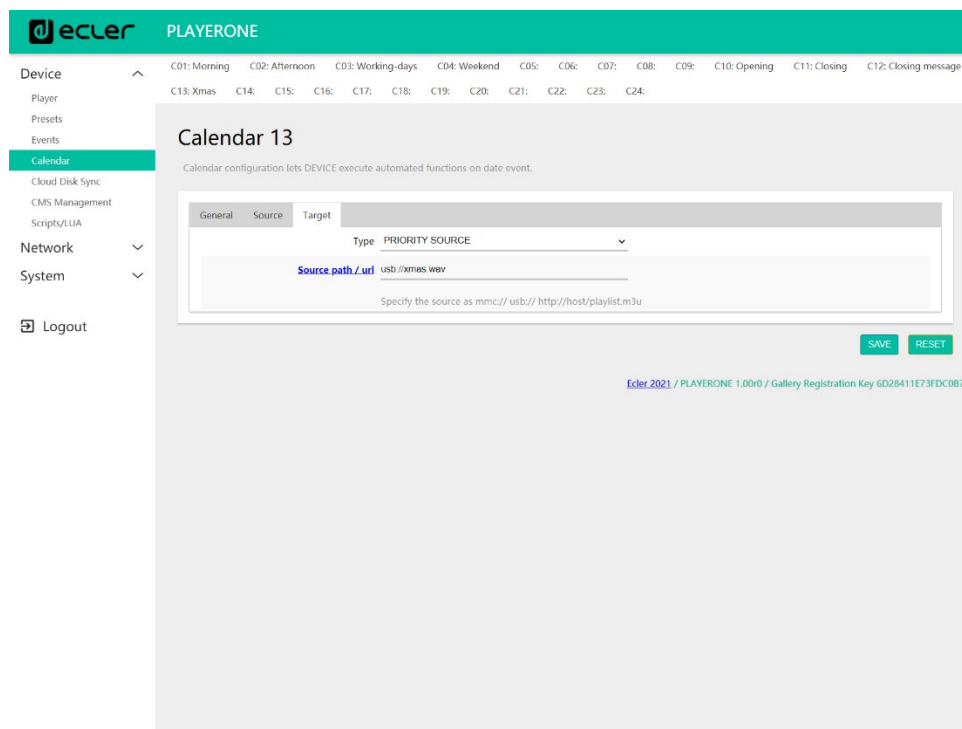 ecler
PLAYERONE
Device
Player
Presets
Events
Calendar
Cloud Disk Sync
CMS Management
Scripts/LUA
Network
System
Logout
C01: Morning C02: Afternoon C03: Working-days C04: Weekend C05: C06: C07: C08: C09: C10: Opening C11: Closing C12: Closing message
C13: Xmas C14: C15: C16: C17: C18: C19: C20: C21: C22: C23: C24:
Calendar 13
Calendar configuration lets DEVICE execute automated functions on date event.
General Source Target
Type PRIORITY SOURCE
Source path / url usb://xmas.wav
Specify the source as mmc:// usb:// http://host/playlist.m3u
SAVE RESET
Ecler 2021 / PLAYERONE 1.00r0 / Gallery Registration Key 6D28411E73FDC0B7